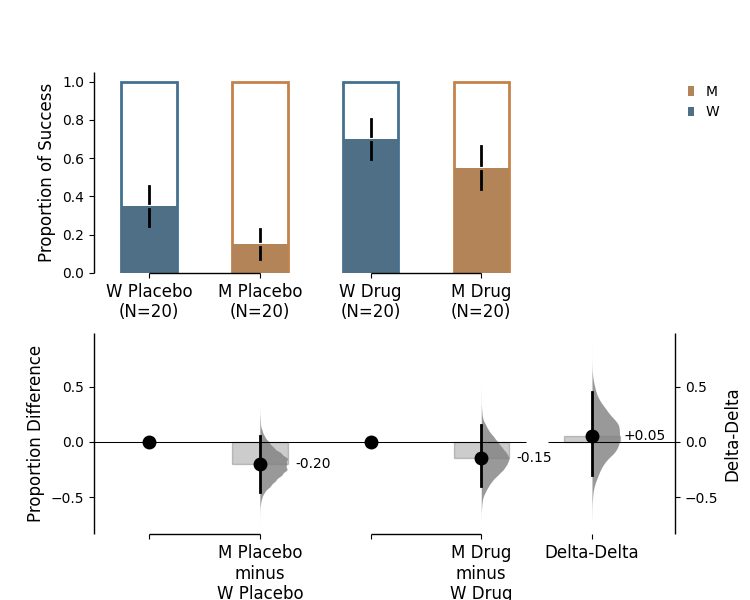 Proportion of Success
1.0
0.8
0.6
0.4
0.2
0.0
M
W
W Placebo
(N=20)
M Placebo
(N=20)
W Drug
(N=20)
M Drug
(N=20)
Proportion Difference
0.5
0.0
−0.5
-0.20
-0.15
+0.05
0.5
0.0
−0.5
Delta-Delta
M Placebo
minus
W Placebo
M Drug
minus
W Drug
Delta-Delta